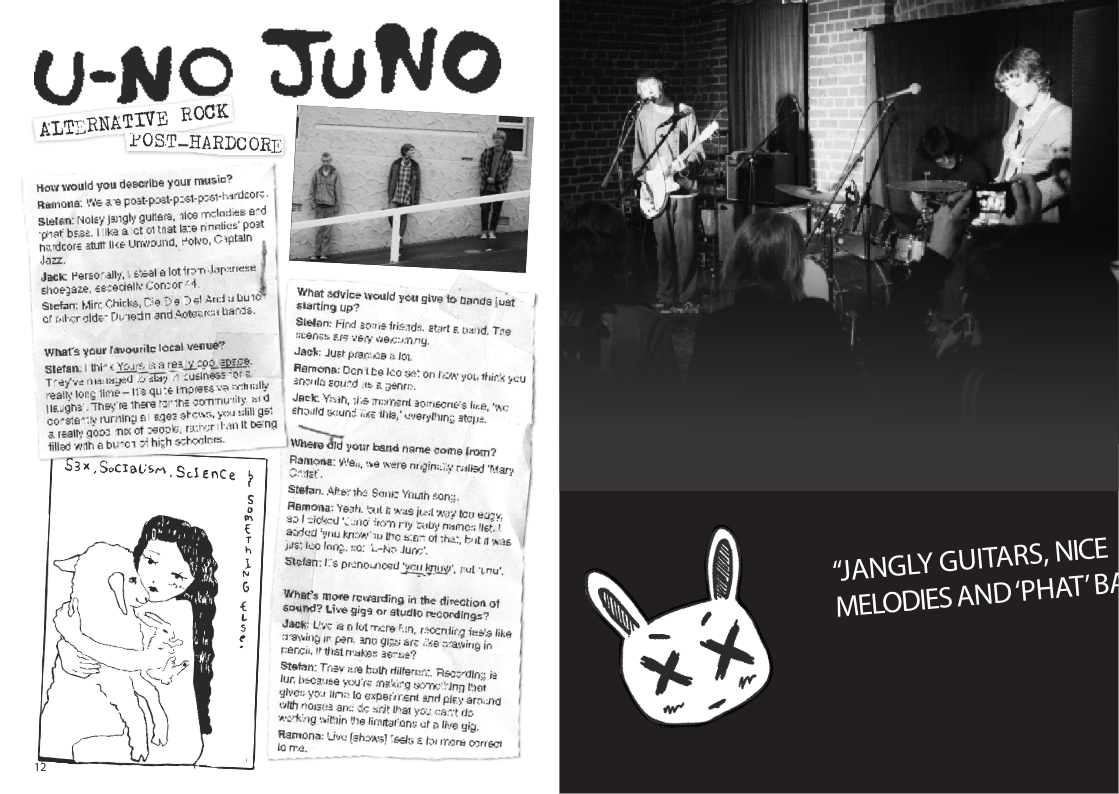 U-NO JUNO
ALTERNATIVE ROCK
POST-HARDCORE
How would you describe your music?
Ramona: We are post-post-post-post-hardcore.
Stefan: Noisy jangly guitars, nice melodies and
'phat' bass. I like a lot of that late nineties' post
hardcore stuff like Unwound, Polvo, Captain
Jazz.
Jack: Personally, I steal a lot from Japanese
shoegaze, especially
Stefan: Mint Chicks, Die Die Die! And a bunch
of other older Dunedin and Aotearoa bands.
What's your favourite local venue?
Stefan: I think Yours is a really cool space.
They've managed to stay in business for a
really long time – it's quite impressive actually
[laughs]. They're there for the community, and
constantly running all ages shows, you still get
a really good mix of people, rather than it being
filled with a bunch of high schoolers.
S3x, Socialism, Science
by something else.
12
What advice would you give to bands just
starting up?
Stefan: Find some friends, start a band. The
scenes are very welcoming.
Jack: Just practice a lot.
Ramona: Don't be too set on how you think you
should sound as a genre.
Jack: Yeah, the moment someone's like, 'we
should sound like this,' everything stops.
Where did your band name come from?
Ramona: Well, we were originally called 'Mary
Christ'.
Stefan: After the Sonic Youth song.
Ramona: Yeah, but it was just way too edgy,
so I picked 'Juno' from my baby names list. I
added 'you know' to the start of that, but it was
just too long, so: 'U-No Juno'.
Stefan: It's pronounced 'you know', not 'uno'.
What's more rewarding in the direction of
sound? Live gigs or studio recordings?
Jack: Live is a lot more fun, recording feels like
drawing in pen, and gigs are like drawing in
pencil, if that makes sense?
Stefan: They are both different. Recording is
fun, because you're making something that
gives you time to experiment and play around
with noises and do shit that you can't do
working within the limitations of a live gig.
Ramona: Live [shows] feels a lot more correct
to me.
"JANGLY GUITARS, NICE
MELODIES AND 'PHAT' BA